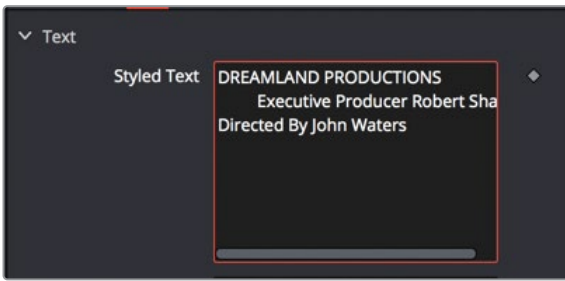 Text
Styled Text
DREAMLAND PRODUCTIONS
Executive Producer Robert Sha
Directed By John Waters